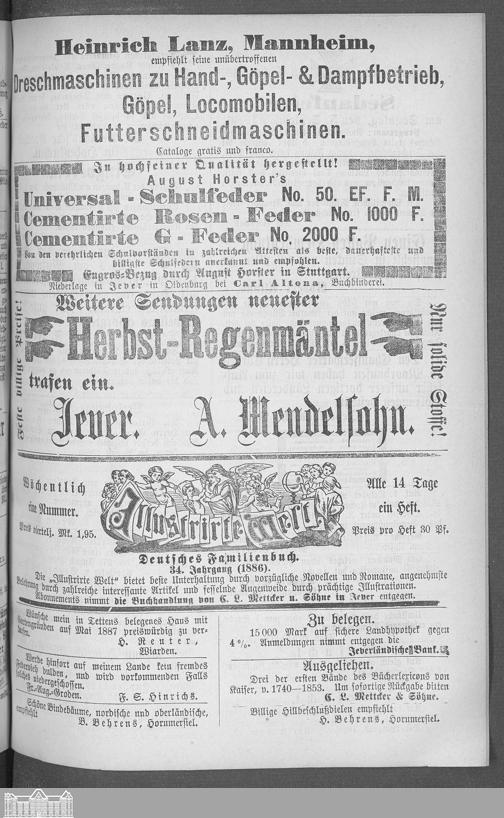 Heinrich Lanz, Mannheim,
empfiehlt seine unübertroffenen
Dreschmaschinen zu Hand-, Göpel- & Dampfbetrieb,
Göpel, Locomobilen,
Futterschneidmaschinen.
Cataloge gratis und franco.
In hochfeiner Qualität hergestellt!
August Horster's
Universal-Schulfeder No. 50. EF. F. M.
Cementirte Rosen-Feder No. 1000 F.
Cementirte G-Feder No. 2000 F.
Von den verehrlichen Schulvorständen in zahlreichen Attesten als beste, dauerhafteste und
billigste Schulfedern anerkannt und empfohlen.
Engros-Bezug durch August Horster in Stuttgart.
Niederlage in Jever in Oldenburg bei Carl Altona, Buchbinderei.
Feste billige Preise!
Weitere Sendungen neuester
Herbst-Regenmäntel
trafen ein.
Jever. A. Mendelsohn.
Nur solide Stoffe!
Wöchentlich
eine Nummer.
Preis viertelj. Mk. 1,95.
Illustrirte Welt
Alle 14 Tage
ein Heft.
Preis pro Heft 30 Pf.
Deutsches Familienbuch.
34. Jahrgang (1886).
Die „Illustrirte Welt“ bietet beste Unterhaltung durch vorzügliche Novellen und Romane, angenehmste
Belehrung durch zahlreiche interessante Artikel und fesselnde Augenweide durch prächtige Illustrationen.
Abonnements nimmt die Buchhandlung von C. L. Mettcker u. Söhne in Jever entgegen.
Wünsche mein in Tettens belegenes Haus mit
Gartengründen auf Mai 1887 preiswürdig zu ver-
H. Reuter,
Wiarden.
Werde hinfort auf meinem Lande kein fremdes
Federvieh dulden, und wird vorkommenden Falls
solches niedergeschossen.
Fr.-Aug.-Groden. F. S. Hinrichs.
Schöne Bindebäume, nordische und oberländische,
empfiehlt B. Behrens, Horumersiel.
Zu belegen.
15000 Mark auf sichere Landhypothek gegen
4%. Anmeldungen nimmt entgegen die
Jeverländische Bank.
Ausgeliehen.
Drei der ersten Bände des Bücherlexicons von
Kaiser, v. 1740—1853. Um sofortige Rückgabe bitten
C. L. Mettcker & Söhne.
Billige Hillbeschlußdielen empfiehlt
H. Behrens, Horumersiel.